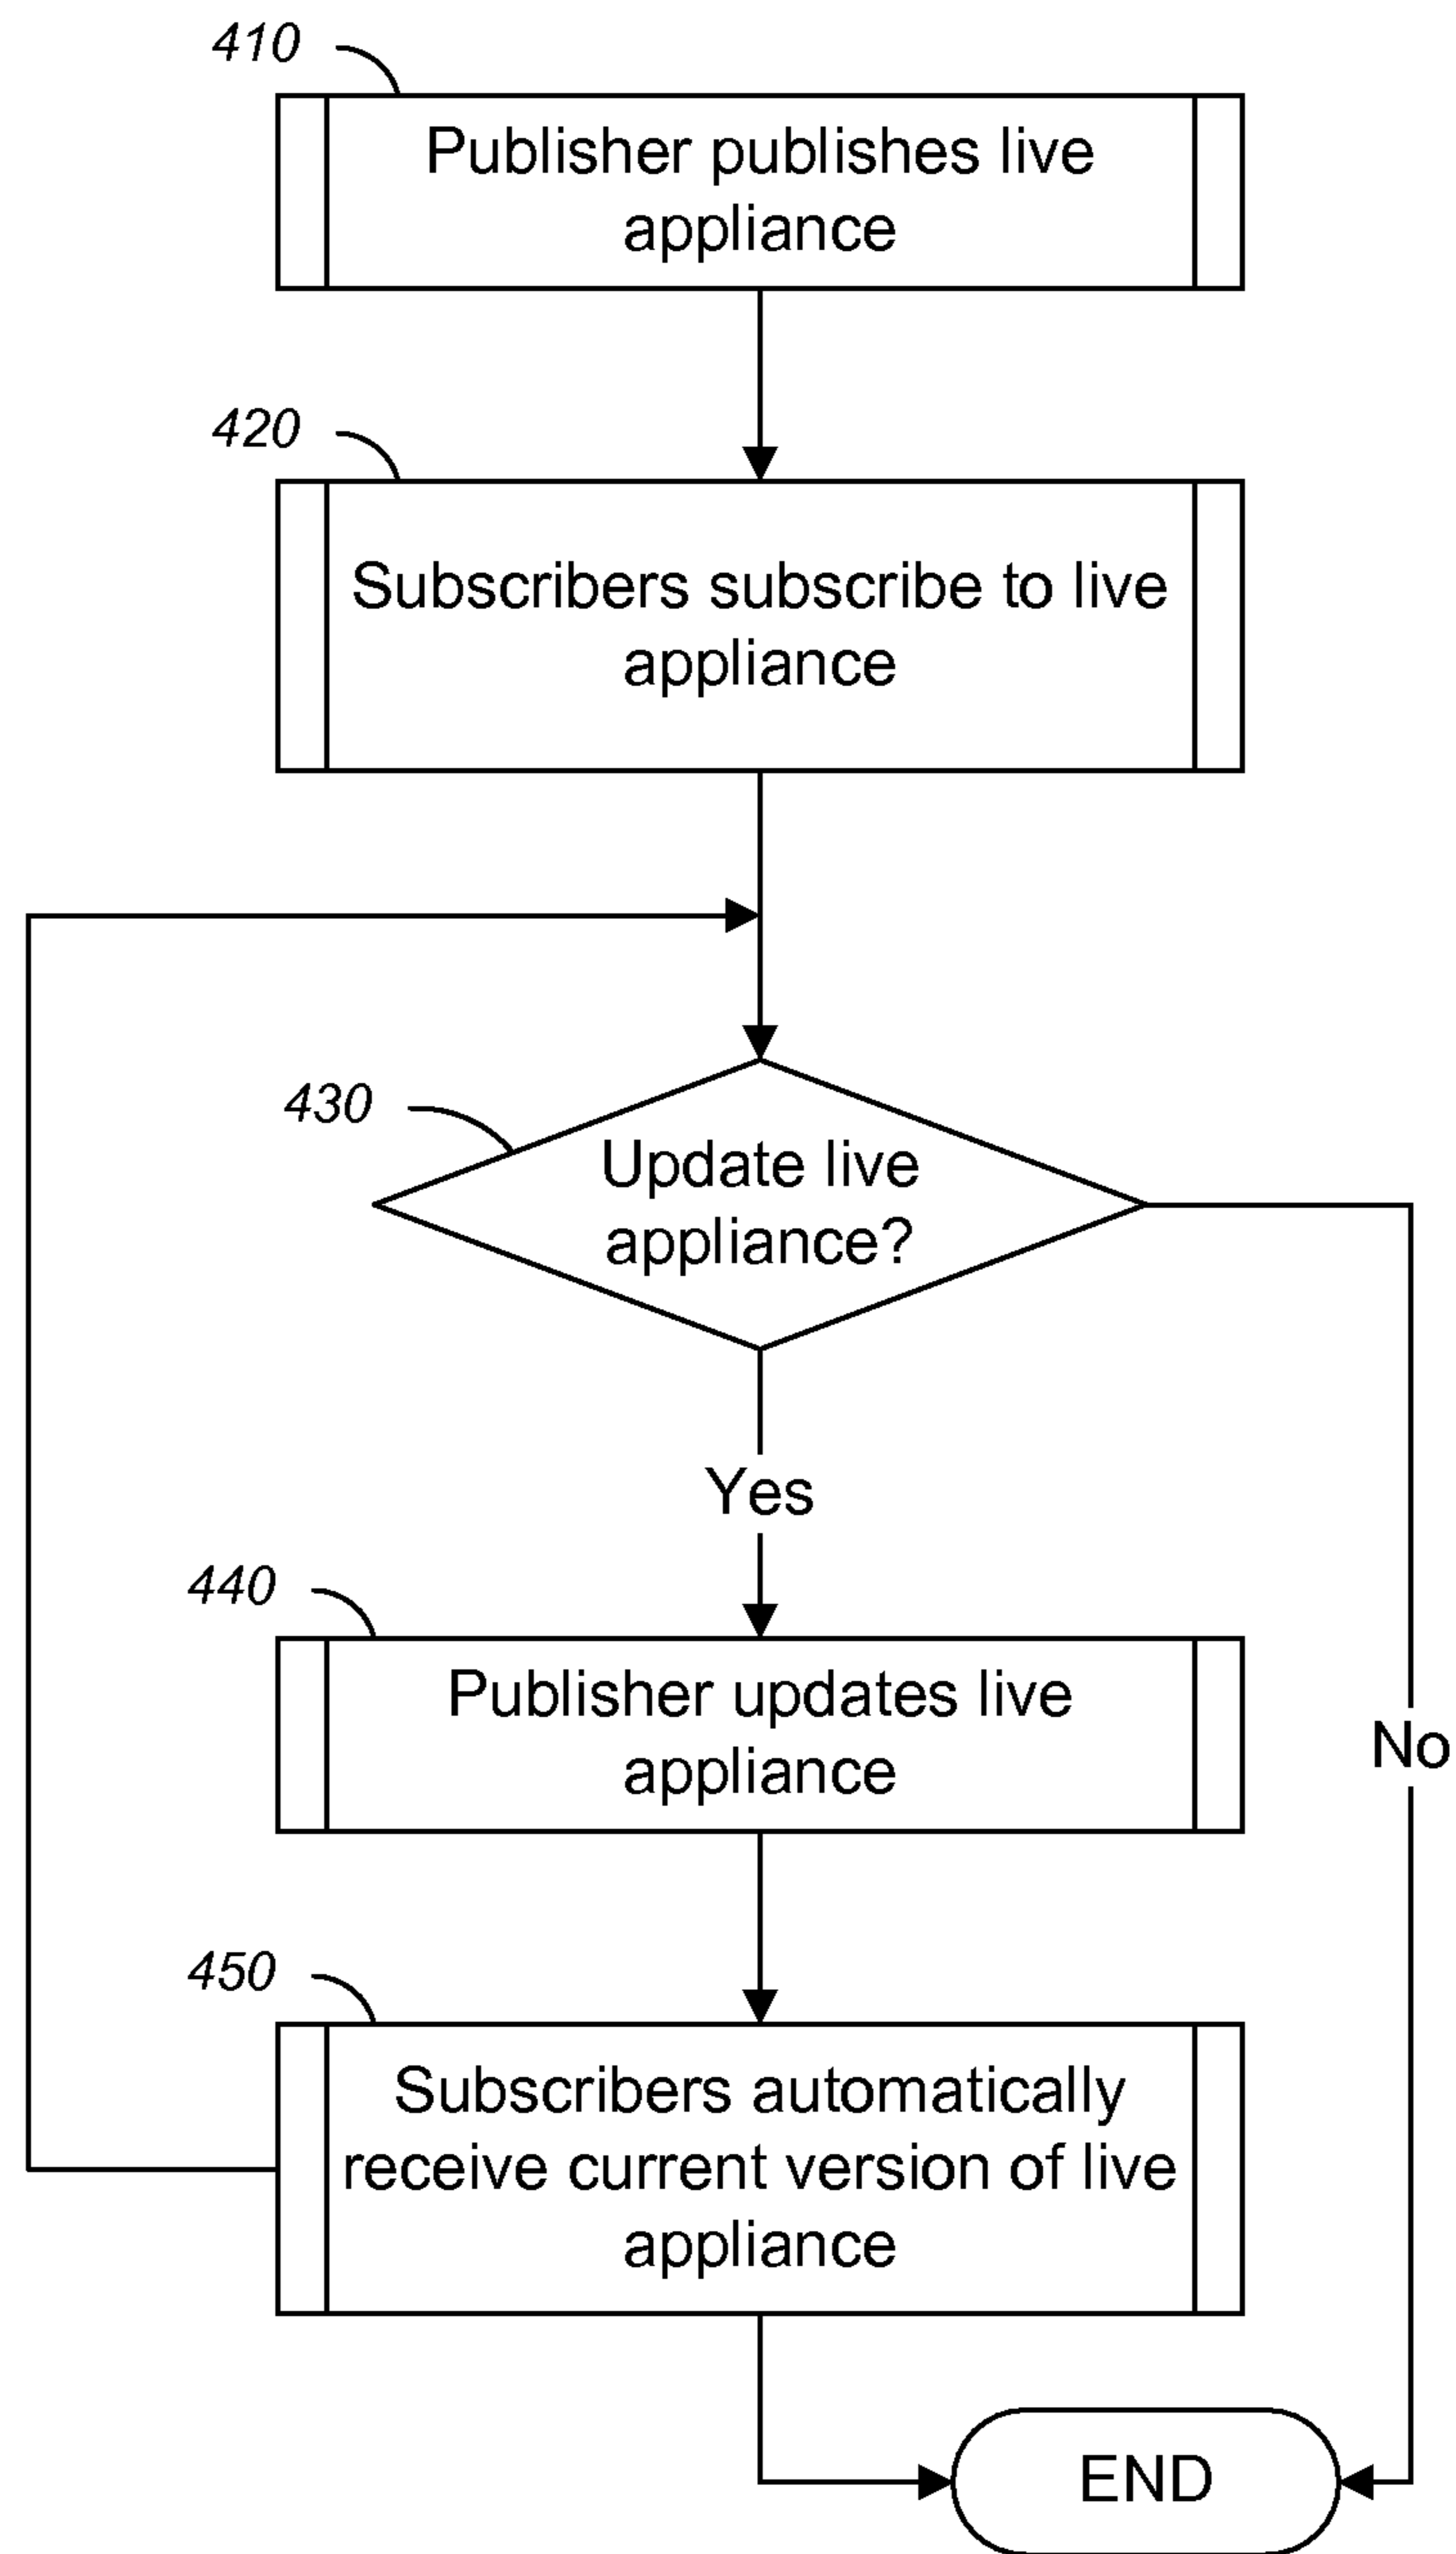 410
Publisher publishes live
appliance
420
Subscribers subscribe to live
appliance
430
Update live
appliance?
Yes
440
Publisher updates live
appliance
No
450
Subscribers automatically
receive current version of live
appliance
END